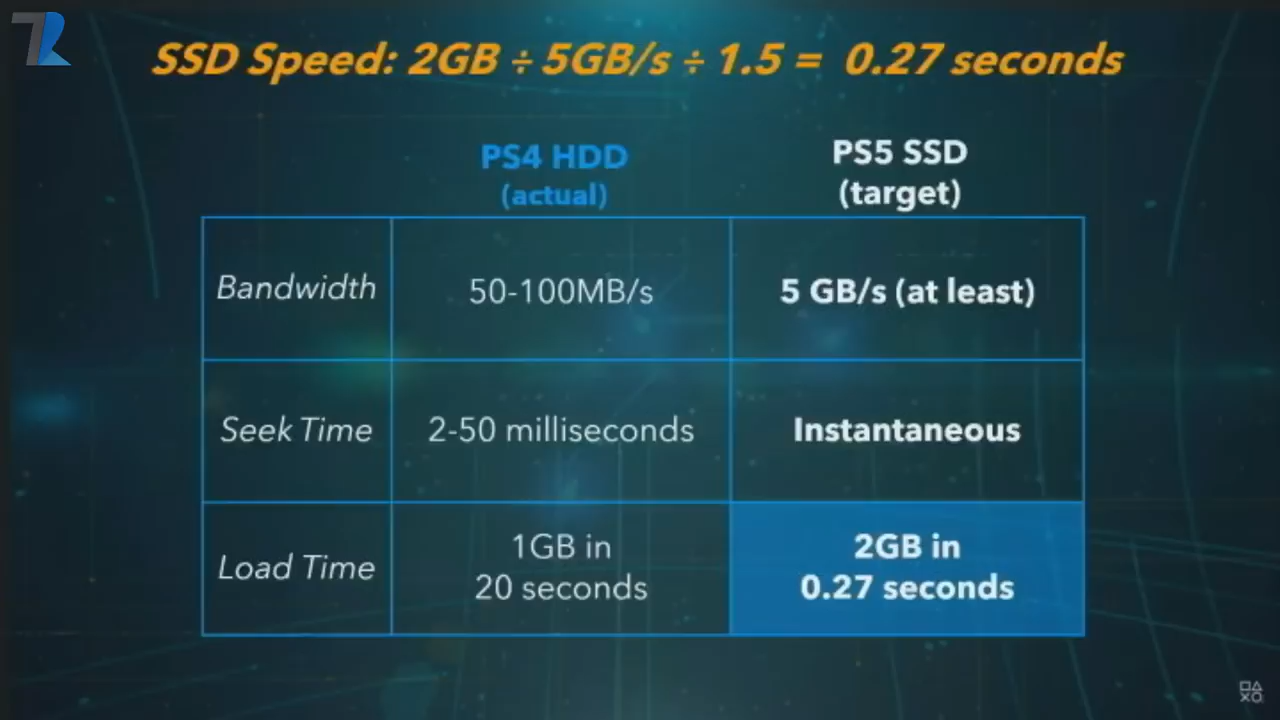 SSD Speed: 2GB ÷ 5GB/s ÷ 1.5 = 0.27 seconds
PS4 HDD
(actual)
PS5 SSD
(target)
Bandwidth
50-100MB/s
5 GB/s (at least)
Seek Time
2-50 milliseconds
Instantaneous
Load Time
1GB in
20 seconds
2GB in
0.27 seconds